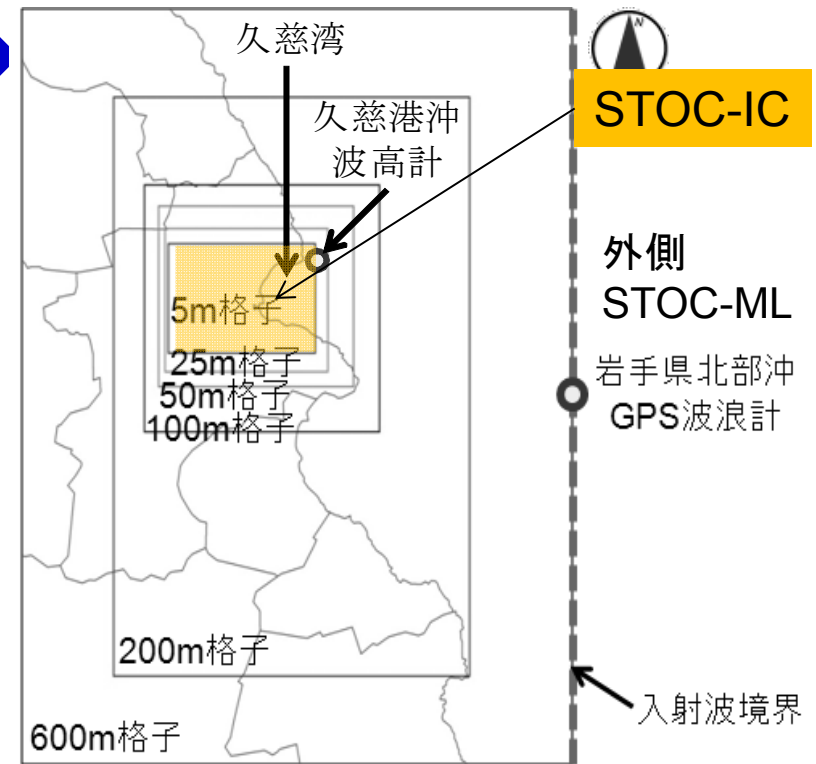 久慈湾
N
久慈港沖
波高計
STOC-IC
外側
STOC-ML
5m格子
25m格子
50m格子
100m格子
岩手県北部沖
GPS波浪計
200m格子
入射波境界
600m格子